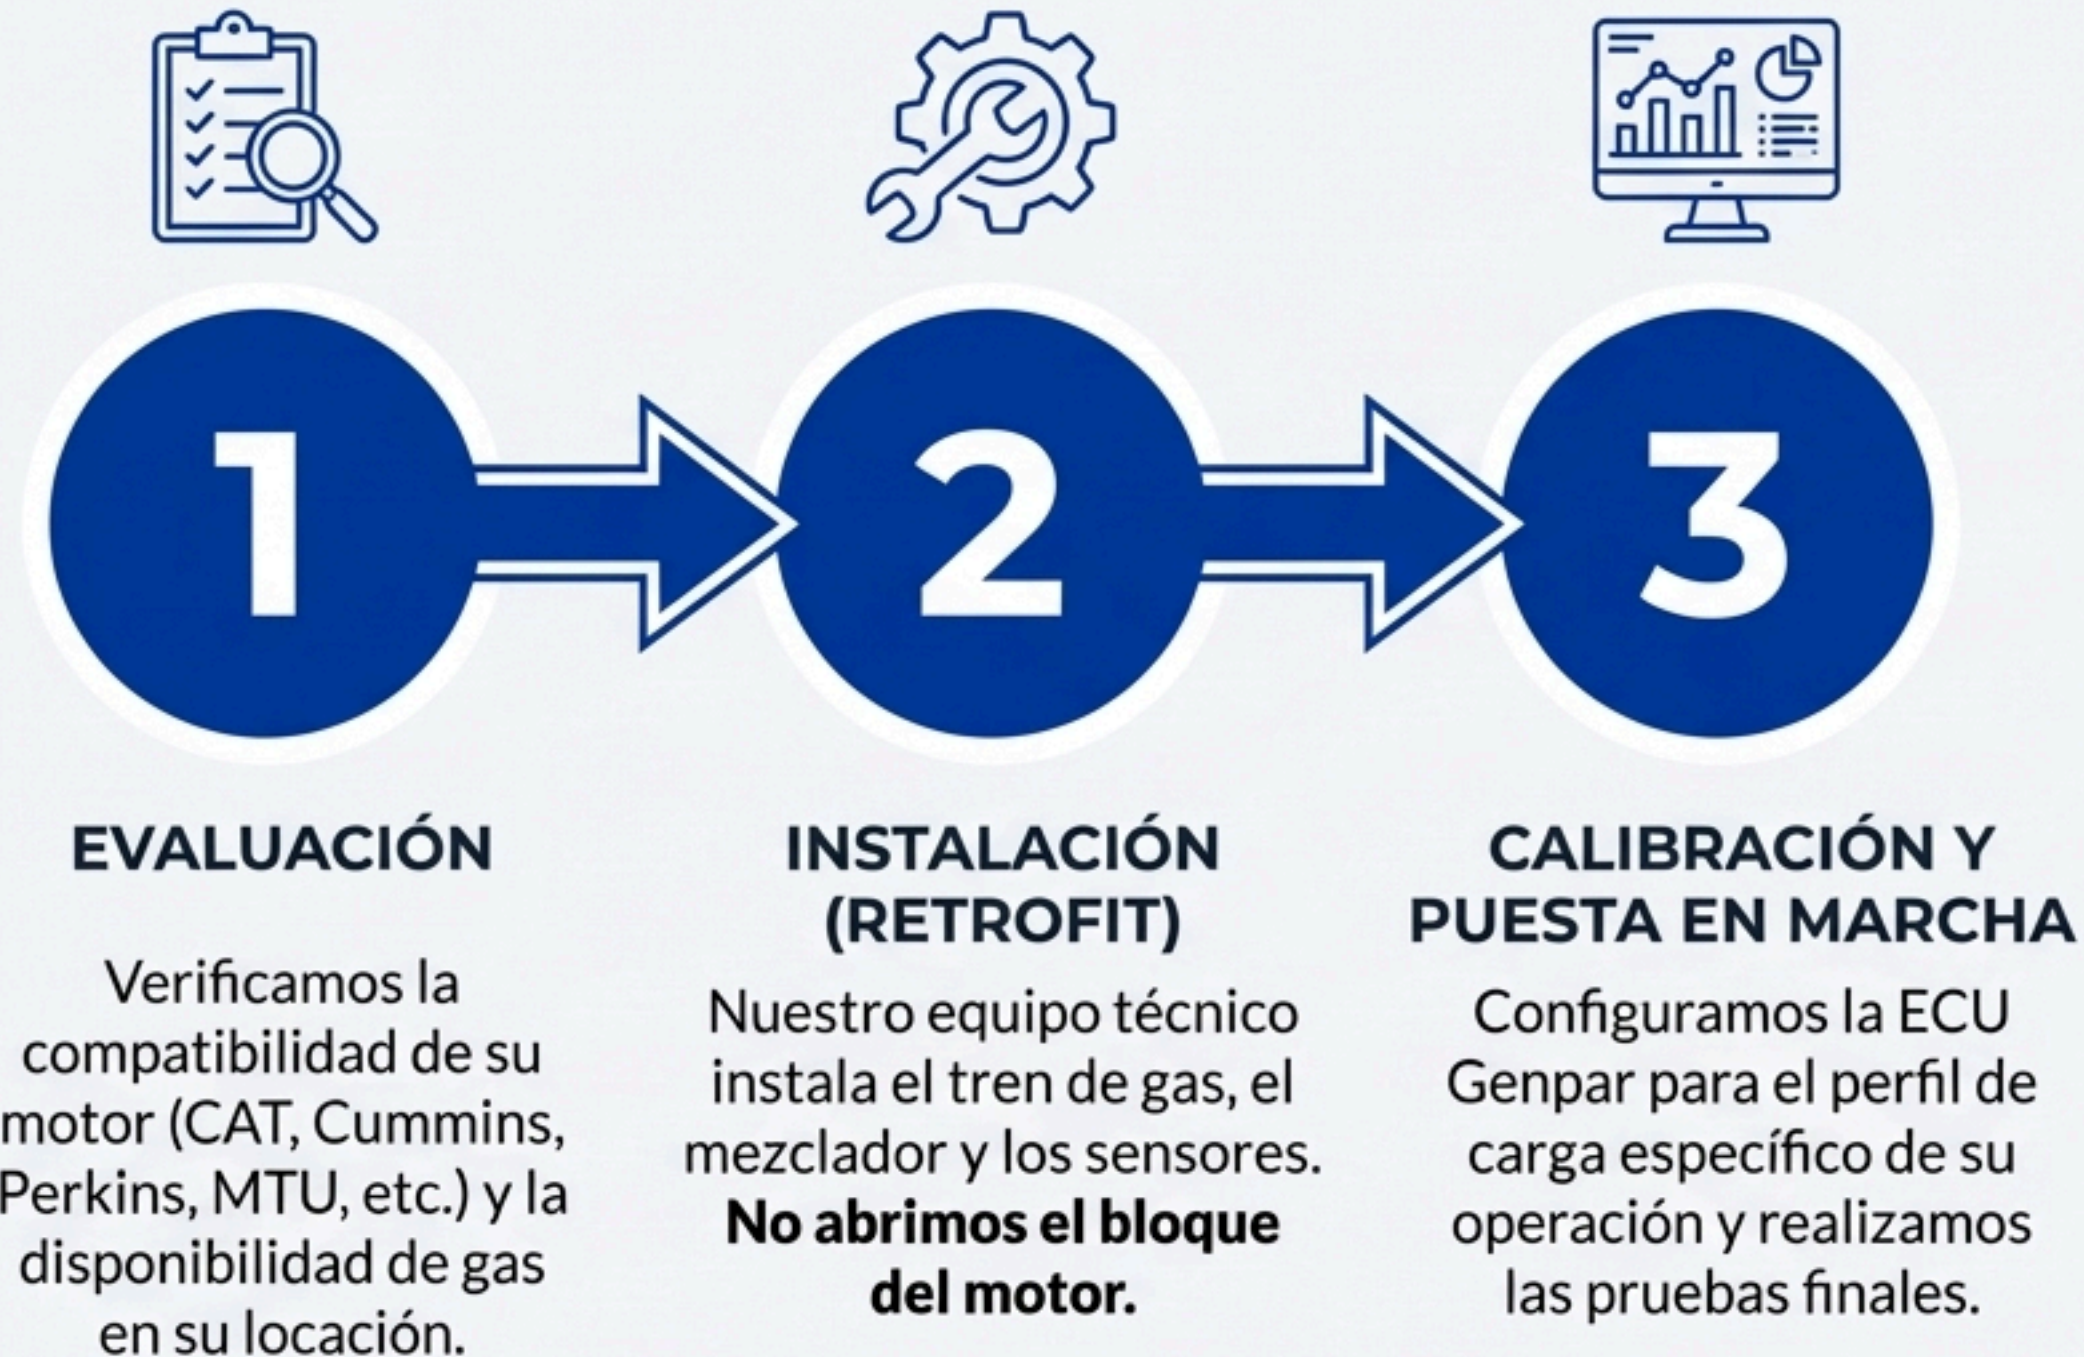 1
2
3
EVALUACIÓN
Verificamos la
compatibilidad de su
motor (CAT, Cummins,
Perkins, MTU, etc.) y la
disponibilidad de gas
en su locación.
INSTALACIÓN
(RETROFIT)
Nuestro equipo técnico
instala el tren de gas, el
mezclador y los sensores.
No abrimos el bloque
del motor.
CALIBRACIÓN Y
PUESTA EN MARCHA
Configuramos la ECU
Genpar para el perfil de
carga específico de su
operación y realizamos
las pruebas finales.